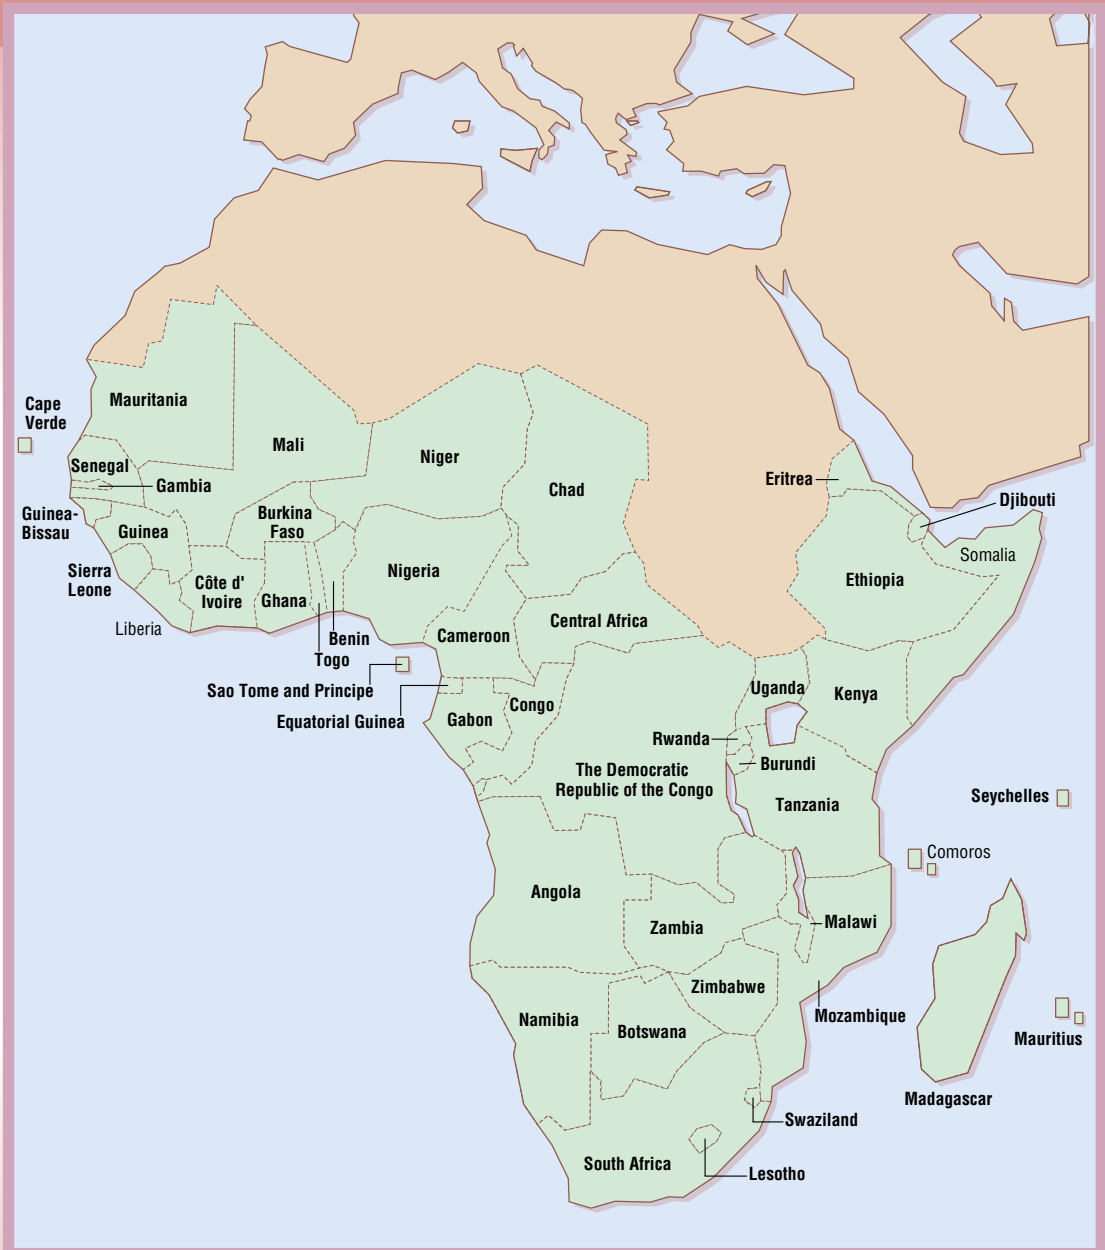 Cape
Verde
Mauritania
Mali
Niger
Chad
Senegal
Gambia
Eritrea
Djibouti
Guinea-
Bissau
Guinea
Burkina
Faso
Somalia
Sierra
Leone
Côte d'
Ivoire
Ghana
Nigeria
Ethiopia
Liberia
Benin
Togo
Cameroon
Central Africa
Sao Tome and Principe
Equatorial Guinea
Gabon
Congo
Uganda
Kenya
Rwanda
Burundi
The Democratic
Republic of the Congo
Tanzania
Seychelles
Comoros
Angola
Zambia
Malawi
Zimbabwe
Mozambique
Namibia
Botswana
Mauritius
Madagascar
Swaziland
South Africa
Lesotho